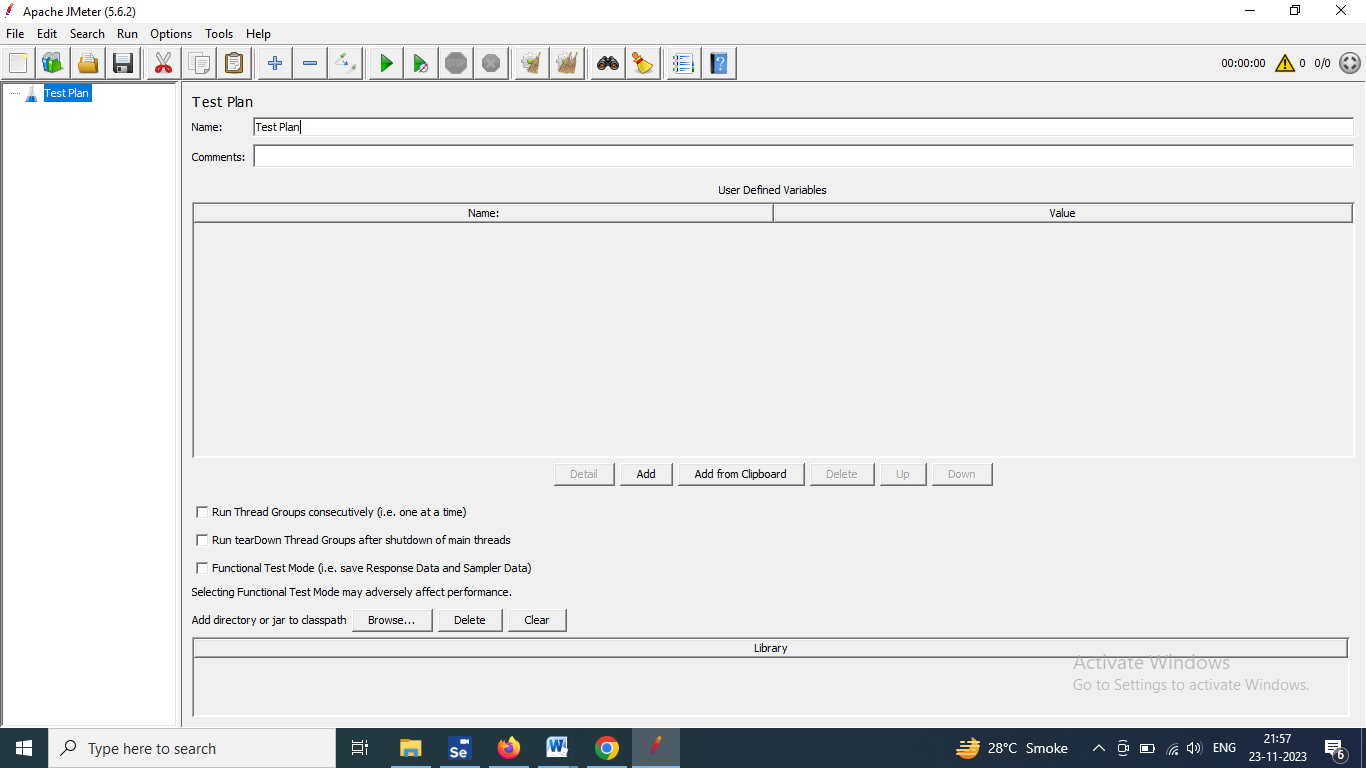 Apache JMeter (5.6.2)
File Edit Search Run Options Tools Help
STOP
00:00:00 0 0/0
Test Plan
Test Plan
Name: Test Plan
Comments:
User Defined Variables
Name: Value
Detail Add Add from Clipboard Delete Up Down
Run Thread Groups consecutively (i.e. one at a time)
Run tearDown Thread Groups after shutdown of main threads
Functional Test Mode (i.e. save Response Data and Sampler Data)
Selecting Functional Test Mode may adversely affect performance.
Add directory or jar to classpath Browse... Delete Clear
Library
Activate Windows
Go to Settings to activate Windows.
Type here to search
Se
W
28°C Smoke
ENG
21:57
23-11-2023
6